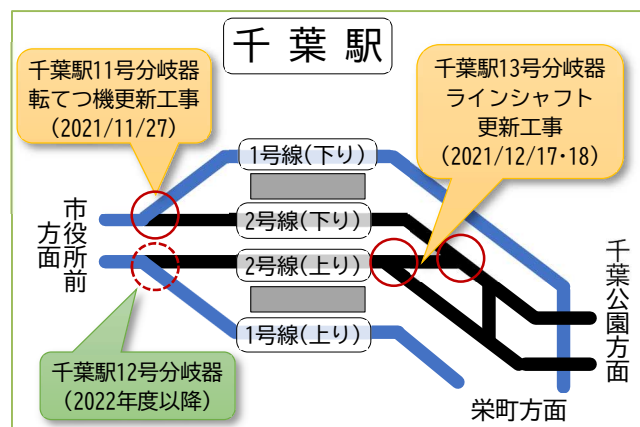 千葉駅
千葉駅11号分岐器
転てつ機更新工事
（2021/11/27）
千葉駅13号分岐器
ラインシャフト
更新工事
（2021/12/17・18）
1号線(下り)
2号線(下り)
2号線(上り)
1号線(上り)
市役所前
方面
千葉公園方面
栄町方面
千葉駅12号分岐器
（2022年度以降）